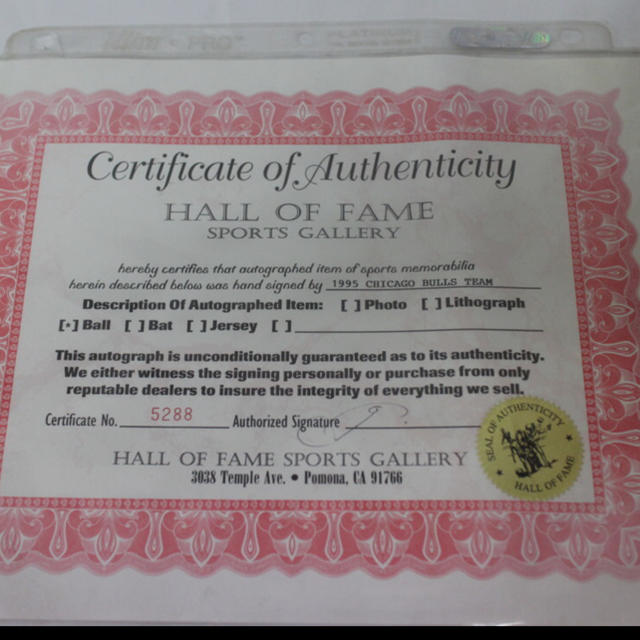 Ultra • PRO
Certificate of Authenticity
HALL OF FAME
SPORTS GALLERY
hereby certifies that autographed item of sports memorabilia
herein described below was hand signed by 1995 CHICAGO BULLS TEAM
Description Of Autographed Item: [ ] Photo [ ] Lithograph
[•] Ball [ ] Bat [ ] Jersey [ ]
This autograph is unconditionally guaranteed as to its authenticity.
We either witness the signing personally or purchase from only
reputable dealers to insure the integrity of everything we sell.
Certificate No. 5288 Authorized Signature
HALL OF FAME SPORTS GALLERY
3038 Temple Ave. • Pomona, CA 91766
SEAL OF AUTHENTICITY
HALL OF FAME